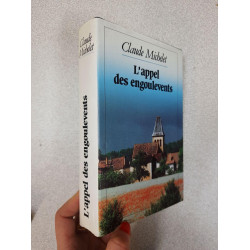 Claude Michelet
L'appel
des engoulevents
Claude Michelet
L'appel des engoulevents